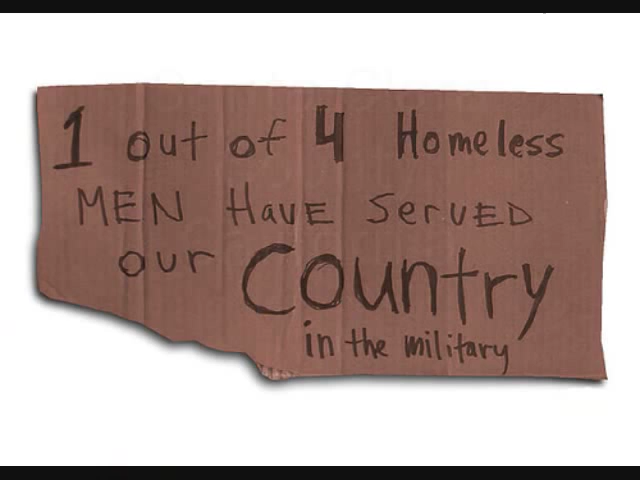 1 out of 4 Homeless
MEN HavE SerVED
our Country
in the military